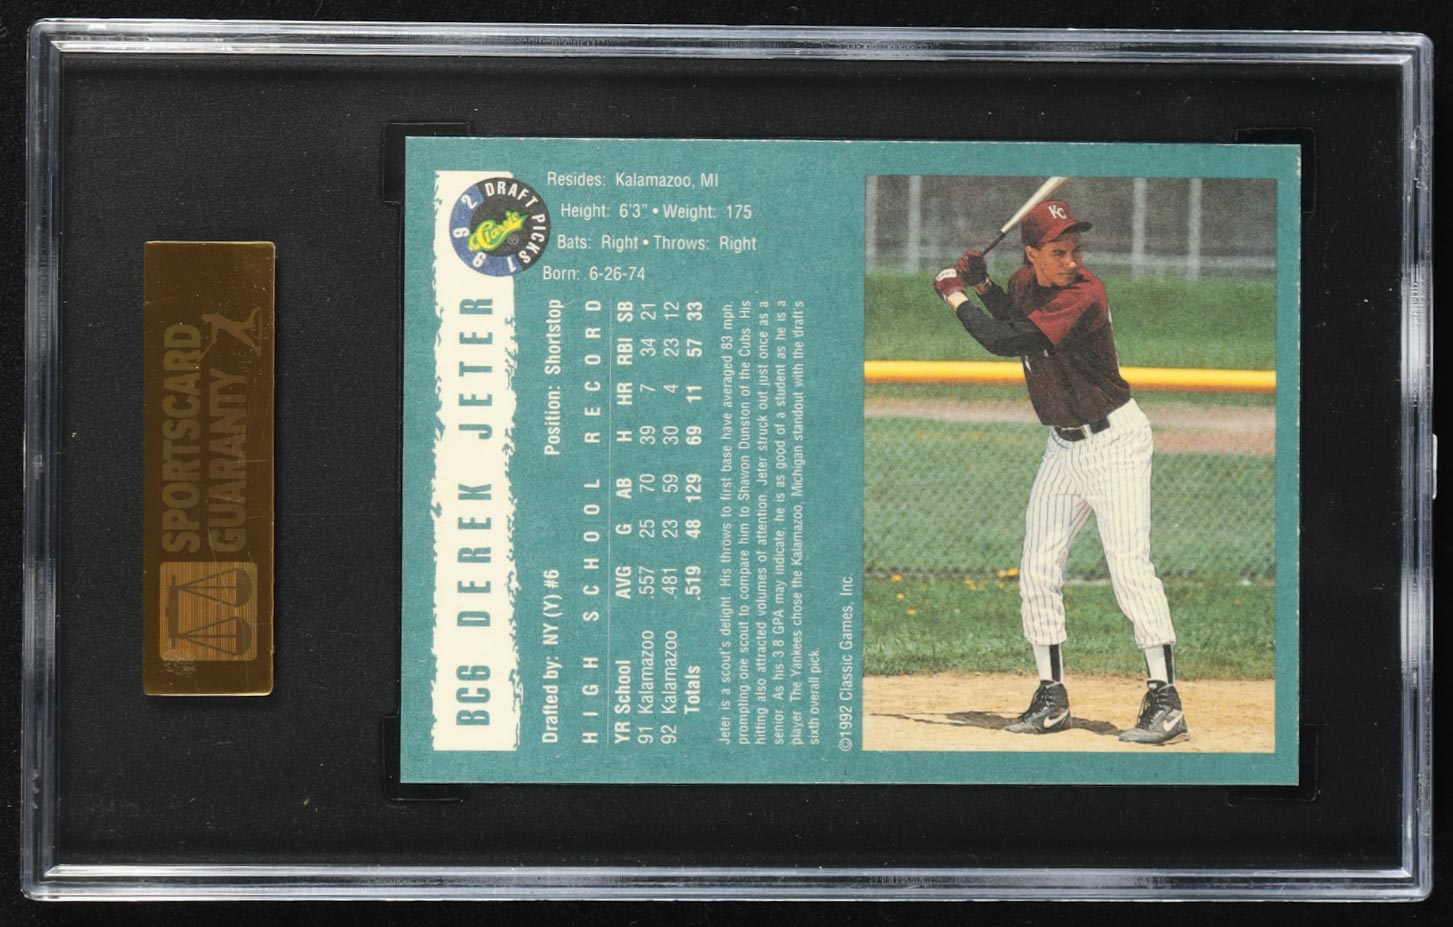 SPORTSCARD
GUARANTY
BC6 DEREK JETER
1992 DRAFT PICKS
Classic®
Resides: Kalamazoo, MI
Height: 6'3" • Weight: 175
Bats: Right • Throws: Right
Born: 6-26-74
Drafted by: NY (Y) #6 Position: Shortstop
HIGH SCHOOL RECORD
YR School AVG G AB H HR RBI SB
91 Kalamazoo .557 25 70 39 7 34 21
92 Kalamazoo .481 23 59 30 4 23 12
Totals .519 48 129 69 11 57 33
Jeter is a scout's delight. His throws to first base have averaged 83 mph,
prompting one scout to compare him to Shawon Dunston of the Cubs. His
hitting also attracted volumes of attention. Jeter struck out just once as a
senior. As his 3.8 GPA may indicate, he is as good of a student as he is a
player. The Yankees chose the Kalamazoo, Michigan standout with the draft's
sixth overall pick.
©1992 Classic Games, Inc.
KC